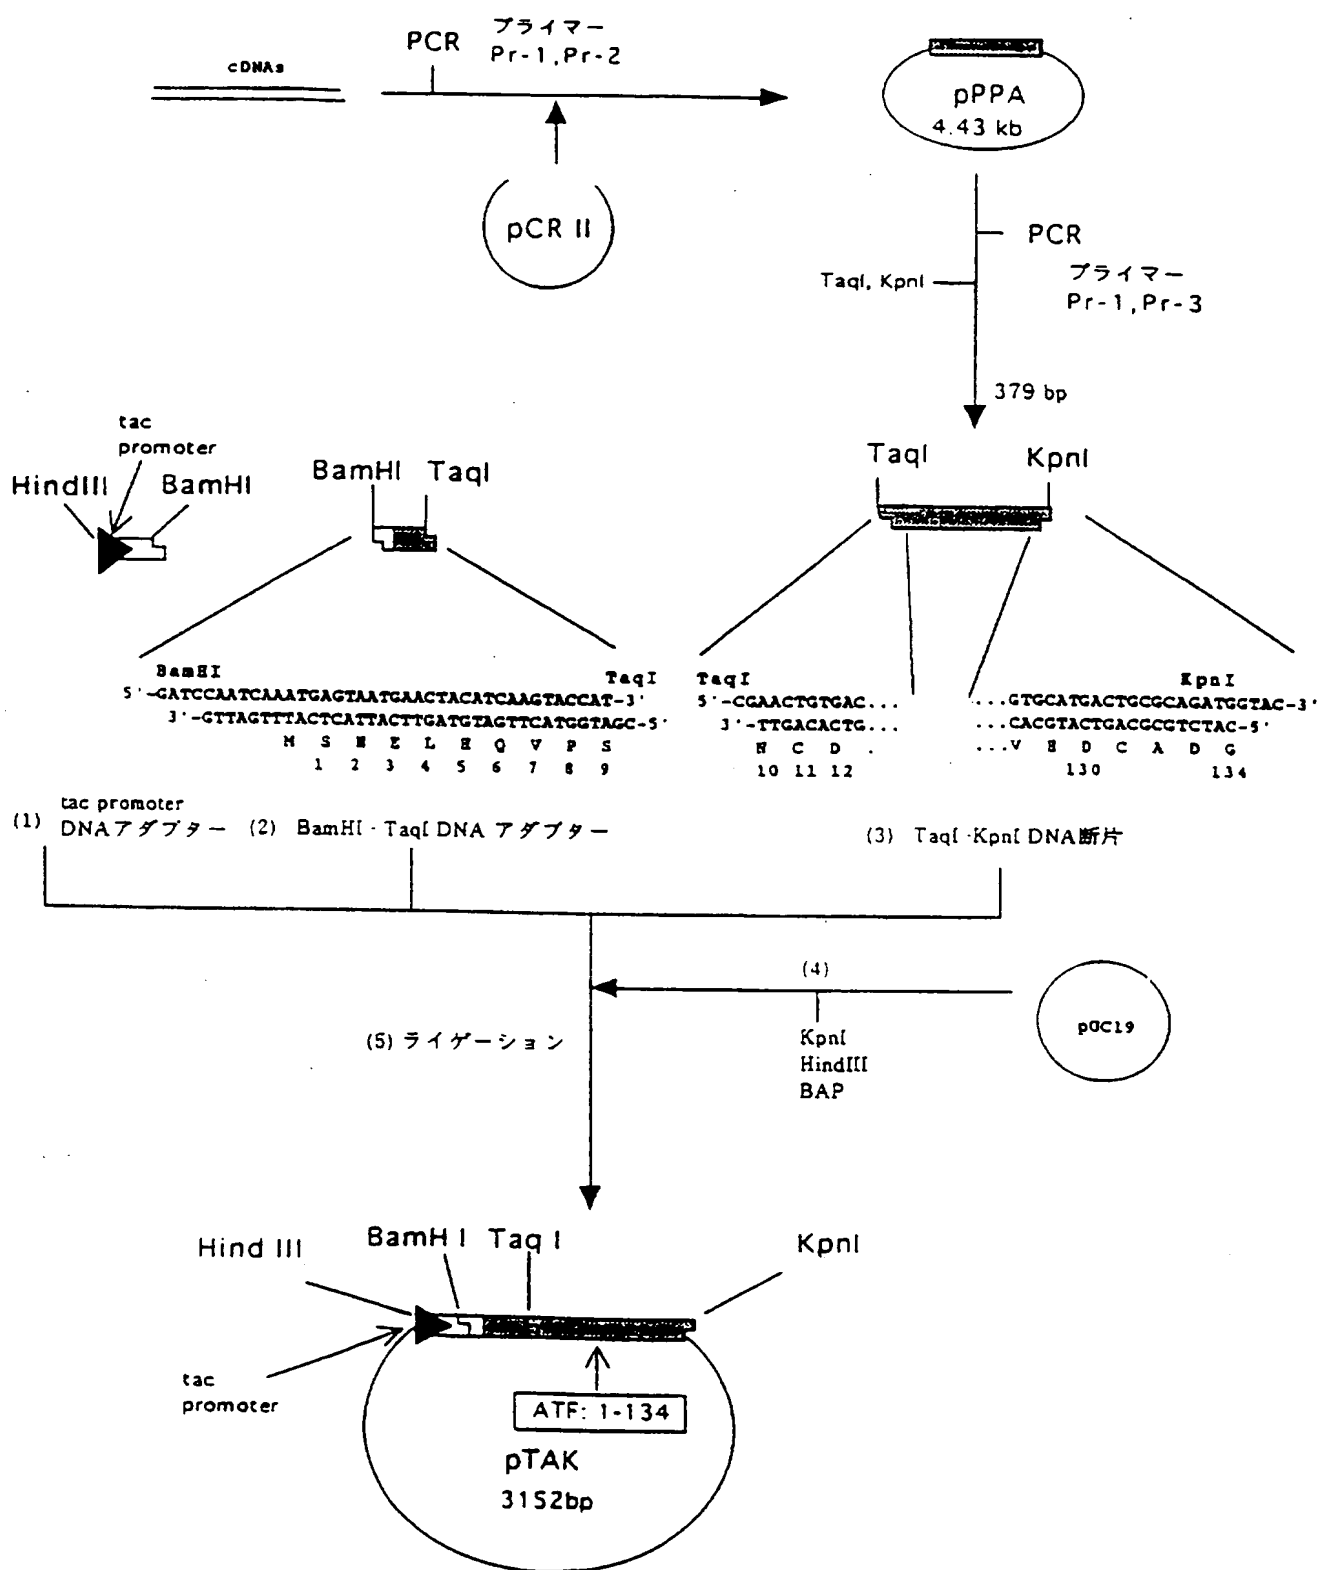 プライマー
PCR
Pr-1,Pr-2
cDNAs
pPPA
4.43 kb
pCR II
PCR
TaqI, KpnI
プライマー
Pr-1,Pr-3
379 bp
tac
promoter
HindIII
BamHI
BamHI
TaqI
TaqI
KpnI
BamHI
TaqI
5'-GATCCAATCAAATGAGTAATGAACTACATCAAGTACCAT-3'
3'-GTTAGTTTACTCATTACTTGATGTAGTTCATGGTAGC-5'
M S N E L H Q V P S
1 2 3 4 5 6 7 8 9
TaqI
KpnI
5'-CGAACTGTGAC...
...GTGCATGACTGCGCAGATGGTAC-3'
3'-TTGACACTG...
...CACGTACTGACGCGTCTAC-5'
N C D .
...V H D C A D G
10 11 12
130
134
(1) tac promoter
DNAアダプター
(2) BamHI · TaqI DNA アダプター
(3) TaqI ·KpnI DNA断片
(4)
KpnI
HindIII
BAP
pUC19
(5) ライゲーション
Hind III
BamH I
Taq I
KpnI
tac
promoter
ATF: 1-134
pTAK
3152bp